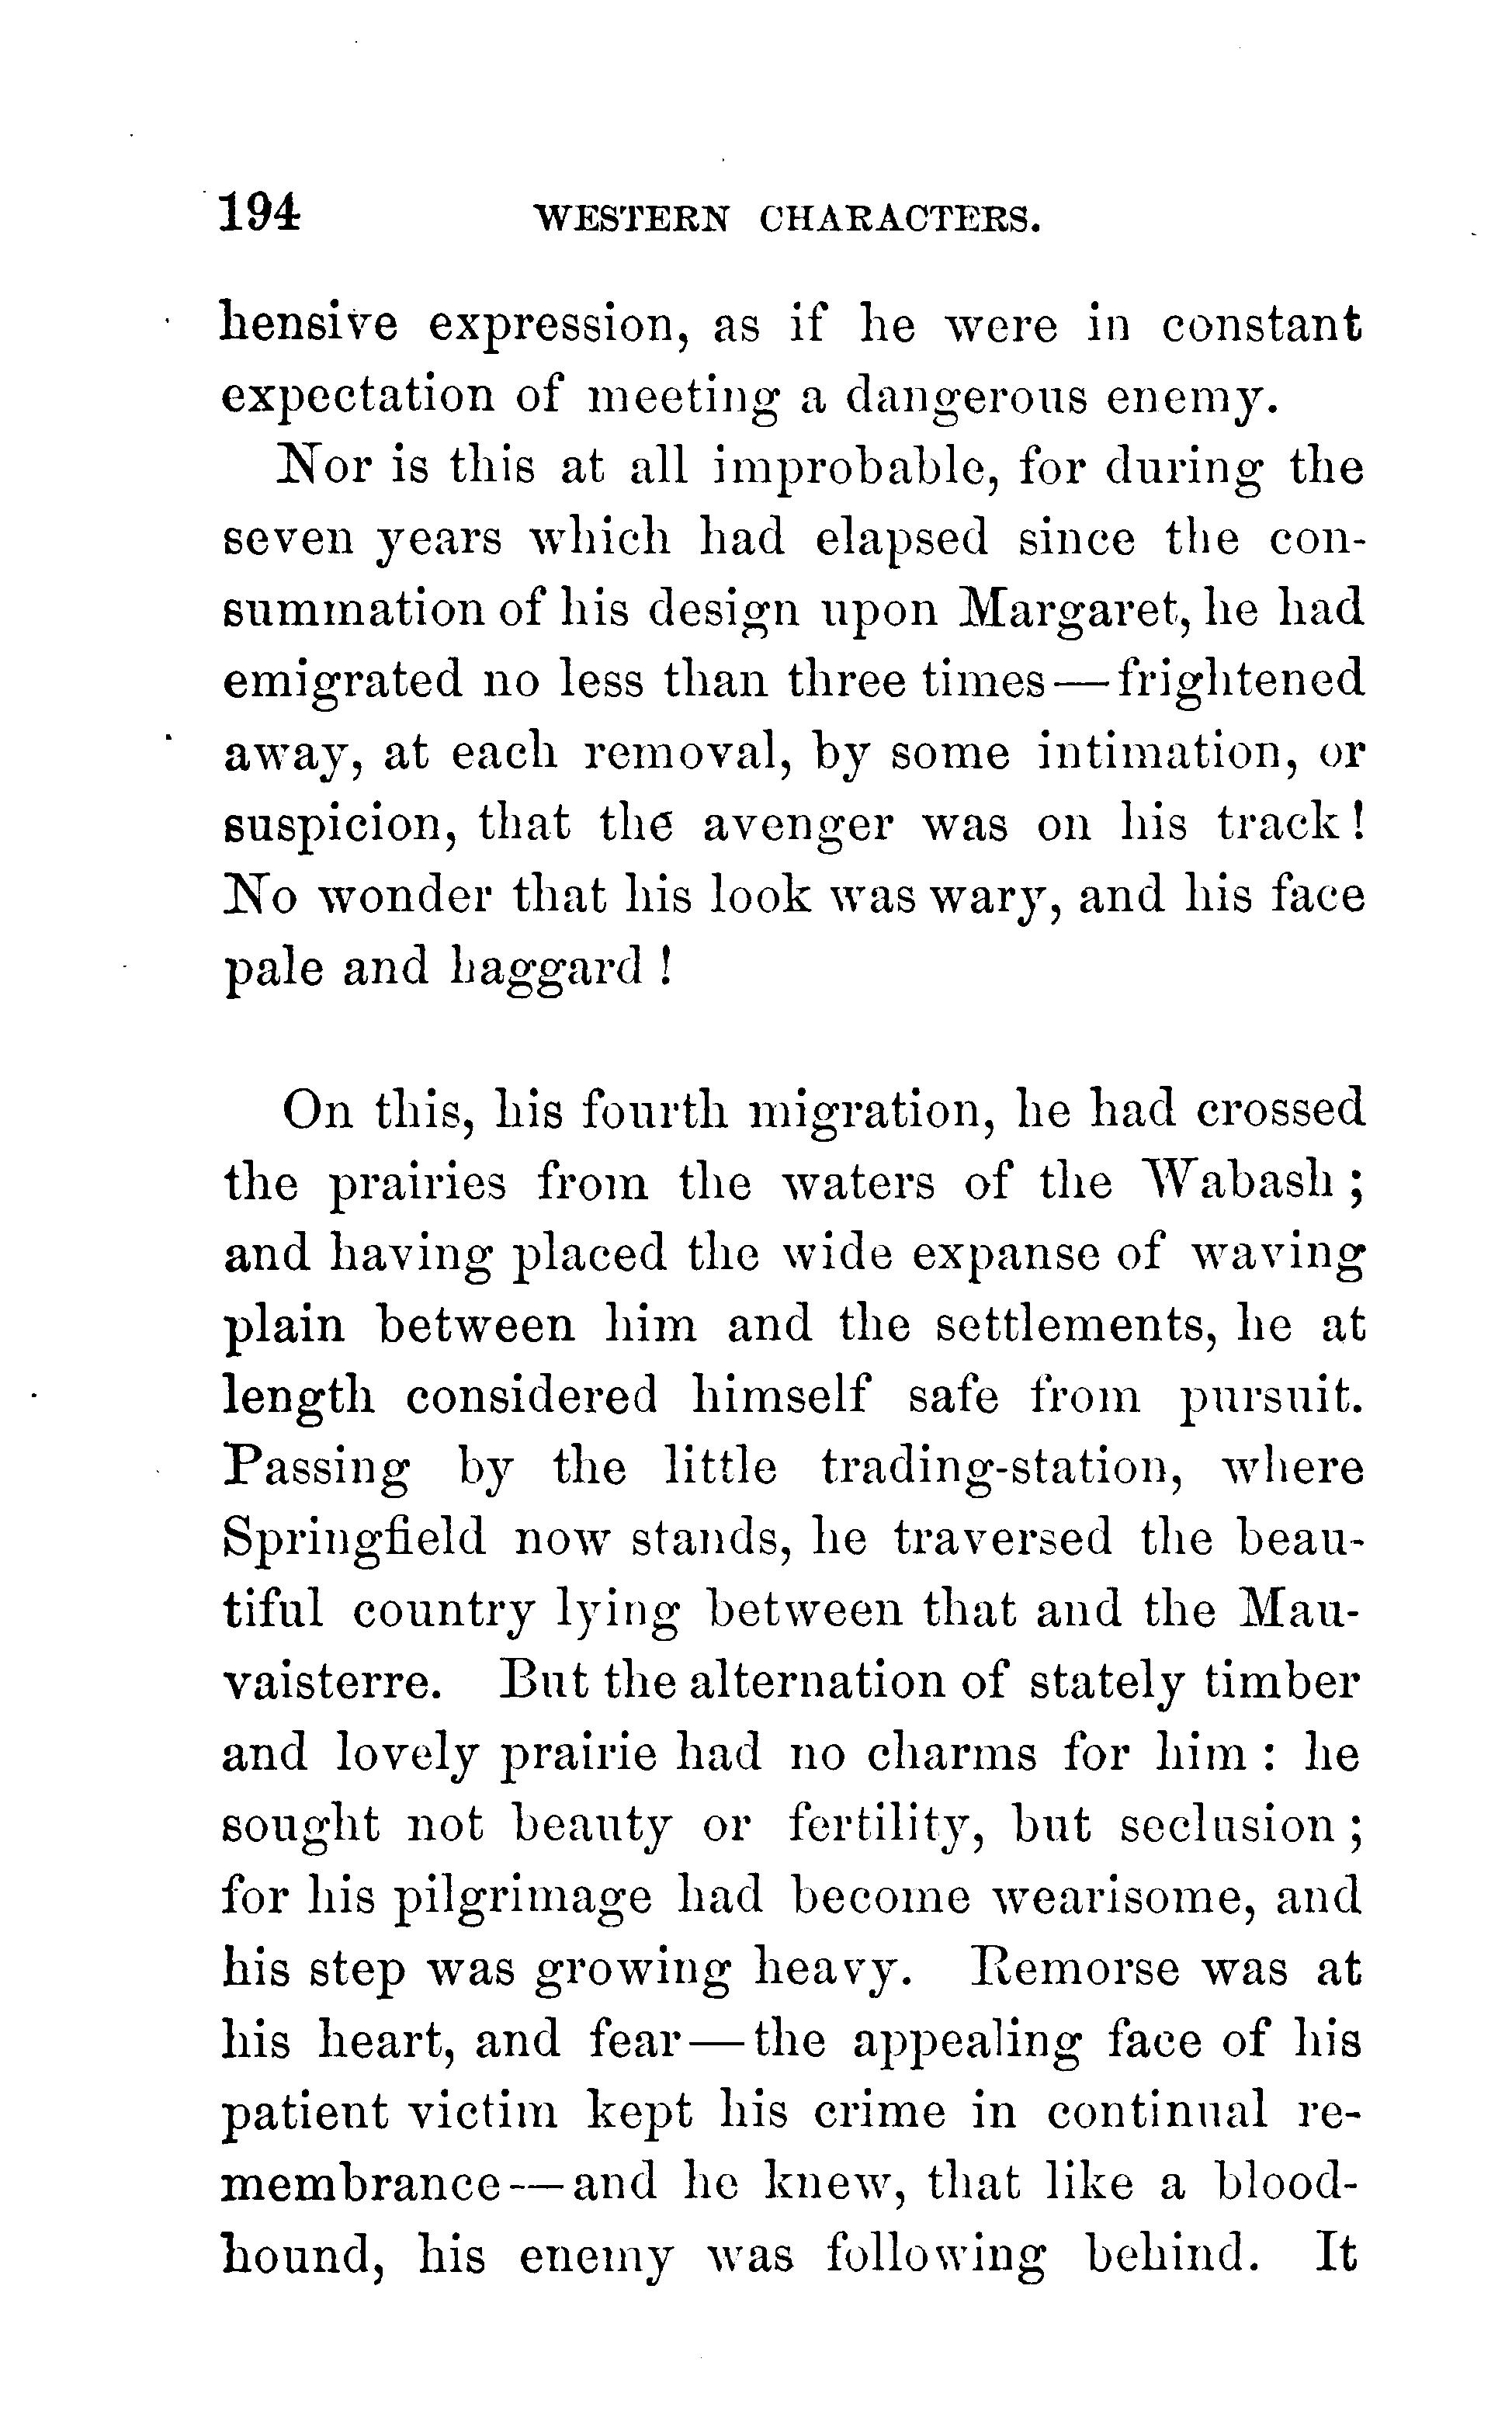 194 WESTERN CHARACTERS.
hensive expression, as if he were in constant
expectation of meeting a dangerous enemy.
Nor is this at all improbable, for during the
seven years which had elapsed since the con-
summation of his design upon Margaret, he had
emigrated no less than three times—frightened
away, at each removal, by some intimation, or
suspicion, that the avenger was on his track!
No wonder that his look was wary, and his face
pale and haggard!
On this, his fourth migration, he had crossed
the prairies from the waters of the Wabash;
and having placed the wide expanse of waving
plain between him and the settlements, he at
length considered himself safe from pursuit.
Passing by the little trading-station, where
Springfield now stands, he traversed the beau-
tiful country lying between that and the Mau-
vaisterre. But the alternation of stately timber
and lovely prairie had no charms for him: he
sought not beauty or fertility, but seclusion;
for his pilgrimage had become wearisome, and
his step was growing heavy. Remorse was at
his heart, and fear—the appealing face of his
patient victim kept his crime in continual re-
membrance—and he knew, that like a blood-
hound, his enemy was following behind. It